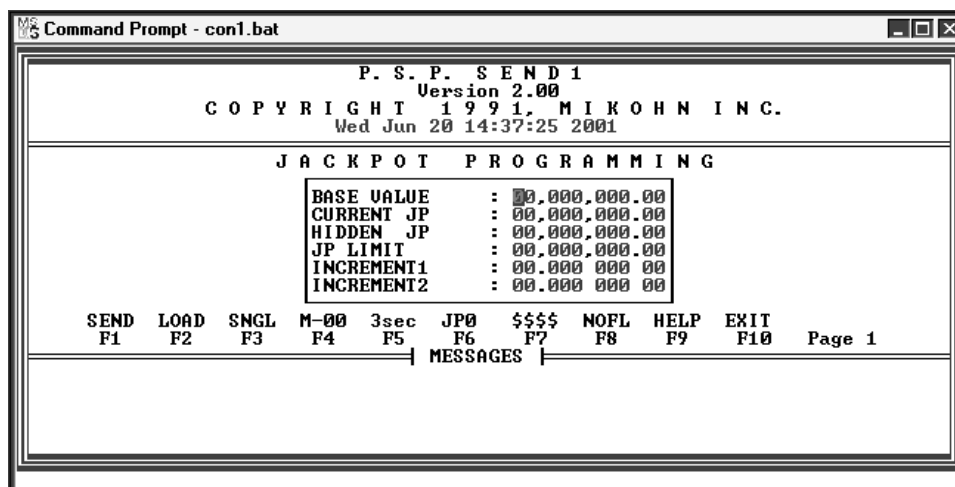 MS DOS Command Prompt - con1.bat
P. S. P. S E N D 1
Version 2.00
C O P Y R I G H T 1 9 9 1, M I K O H N I N C.
Wed Jun 20 14:37:25 2001
J A C K P O T P R O G R A M M I N G
BASE VALUE : 00,000,000.00
CURRENT JP : 00,000,000.00
HIDDEN JP : 00,000,000.00
JP LIMIT : 00,000,000.00
INCREMENT1 : 00.000 000 00
INCREMENT2 : 00.000 000 00
SEND LOAD SNGL M-00 3sec JP0 $$$$ NOFL HELP EXIT
F1 F2 F3 F4 F5 F6 F7 F8 F9 F10 Page 1
MESSAGES